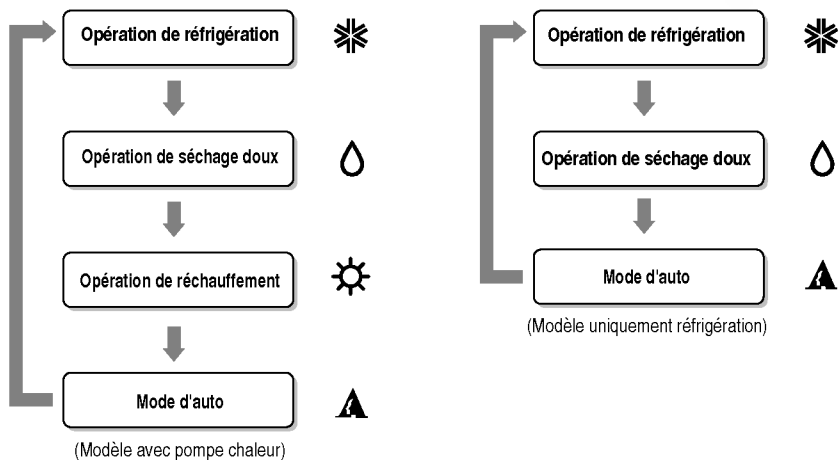 Opération de réfrigération
Opération de séchage doux
Opération de réchauffement
Mode d'auto
(Modèle avec pompe chaleur)
Opération de réfrigération
Opération de séchage doux
Mode d'auto
(Modèle uniquement réfrigération)